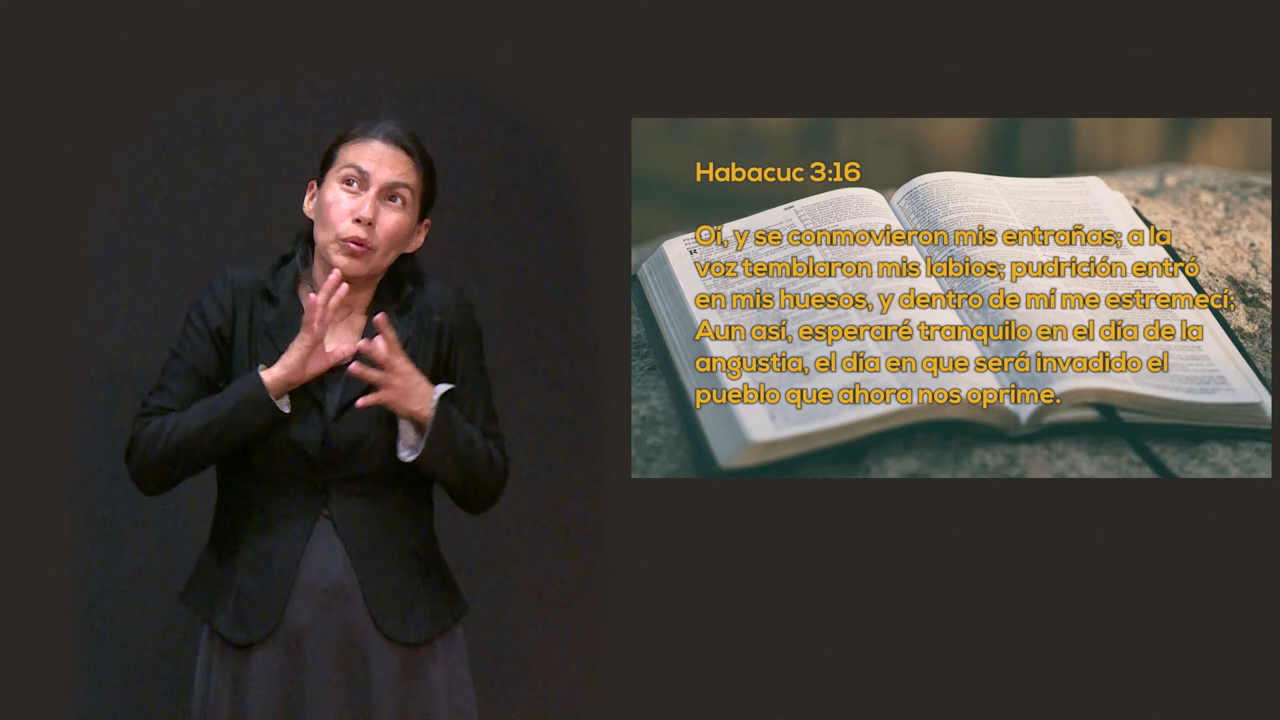 Habacuc 3:16
Oí, y se conmovieron mis entrañas; a la
voz temblaron mis labios; pudrición entró
en mis huesos, y dentro de mí me estremecí;
Aun así, esperaré tranquilo en el día de la
angustia, el día en que será invadido el
pueblo que ahora nos oprime.